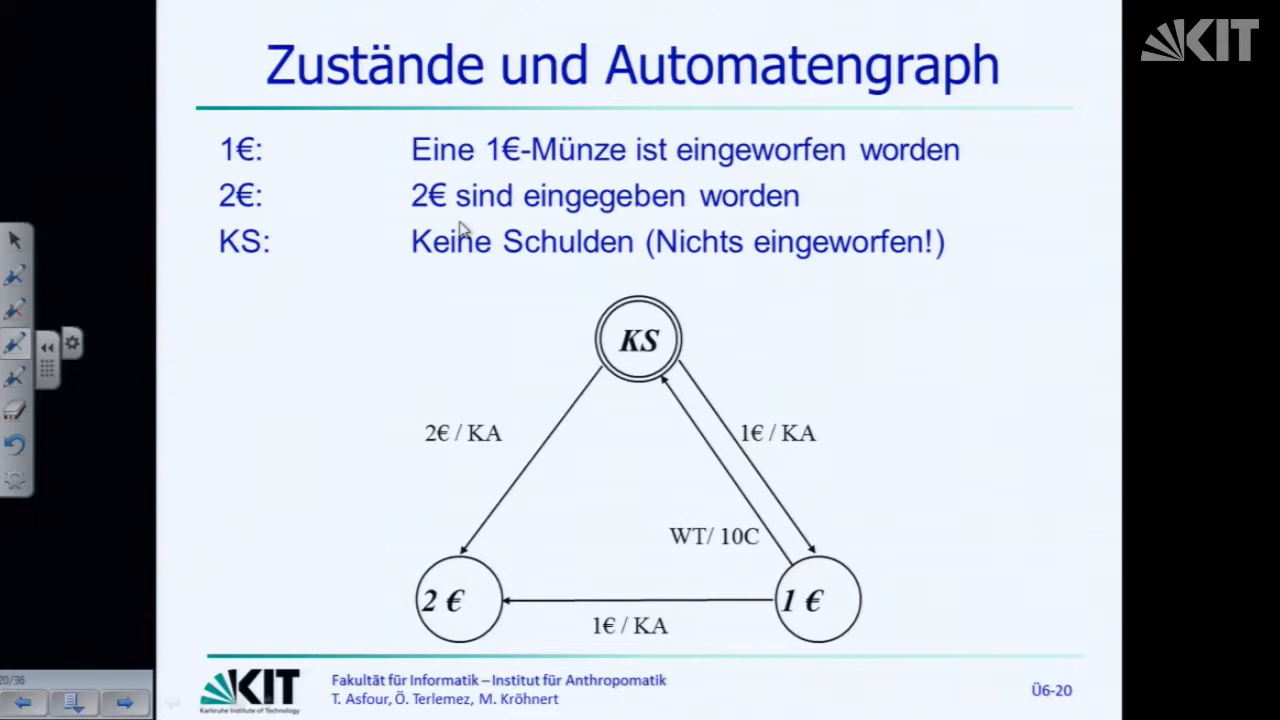 KIT
Zustände und Automatengraph
1€: Eine 1€-Münze ist eingeworfen worden
2€: 2€ sind eingegeben worden
KS: Keine Schulden (Nichts eingeworfen!)
KS
2€ / KA
1€ / KA
WT/ 10C
2 €
1 €
1€ / KA
20/36
KIT
Karlsruhe Institute of Technology
Fakultät für Informatik – Institut für Anthropomatik
T. Asfour, Ö. Terlemez, M. Kröhnert
Ü6-20